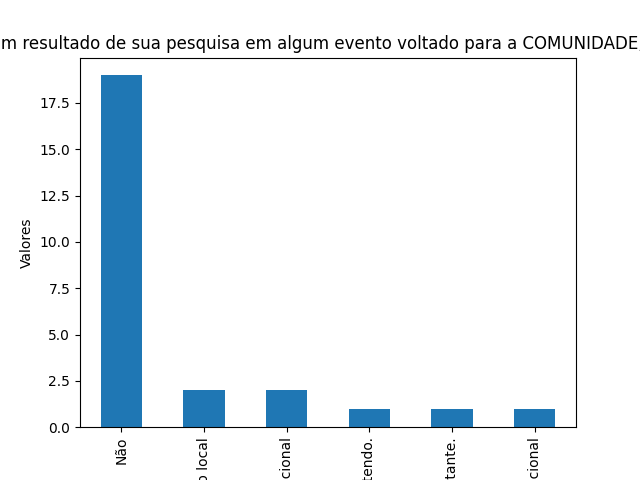 m resultado de sua pesquisa em algum evento voltado para a COMUNIDADE,
17.5
15.0
12.5
10.0
7.5
5.0
2.5
0.0
Valores
Não
o local
cional
tendo.
tante.
cional